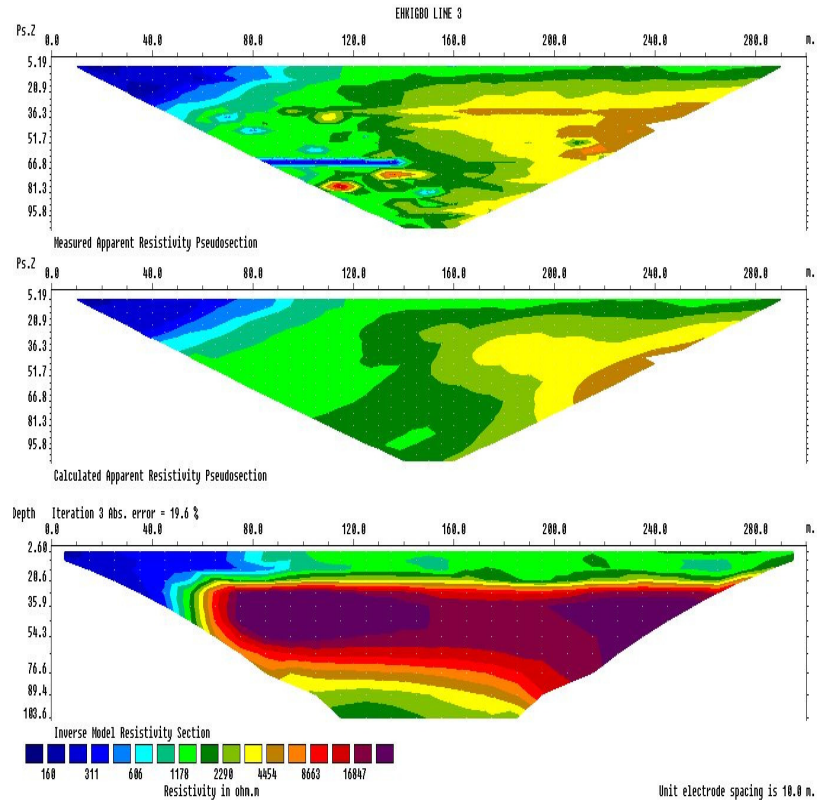 EHKIGBO LINE 3
Ps.Z
0.0 40.0 80.0 120.0 160.0 200.0 240.0 280.0 m.
5.19
20.9
36.3
51.7
66.8
81.3
95.8
Measured Apparent Resistivity Pseudosection
Ps.Z
0.0 40.0 80.0 120.0 160.0 200.0 240.0 280.0 m.
5.19
20.9
36.3
51.7
66.8
81.3
95.8
Calculated Apparent Resistivity Pseudosection
Depth Iteration 3 Abs. error = 19.6 %
0.0 40.0 80.0 120.0 160.0 200.0 240.0 280.0 m.
2.60
20.6
35.9
54.3
76.6
89.4
103.6
Inverse Model Resistivity Section
160 311 606 1178 2290 4454 8663 16847
Resistivity in ohm.m
Unit electrode spacing is 10.0 m.